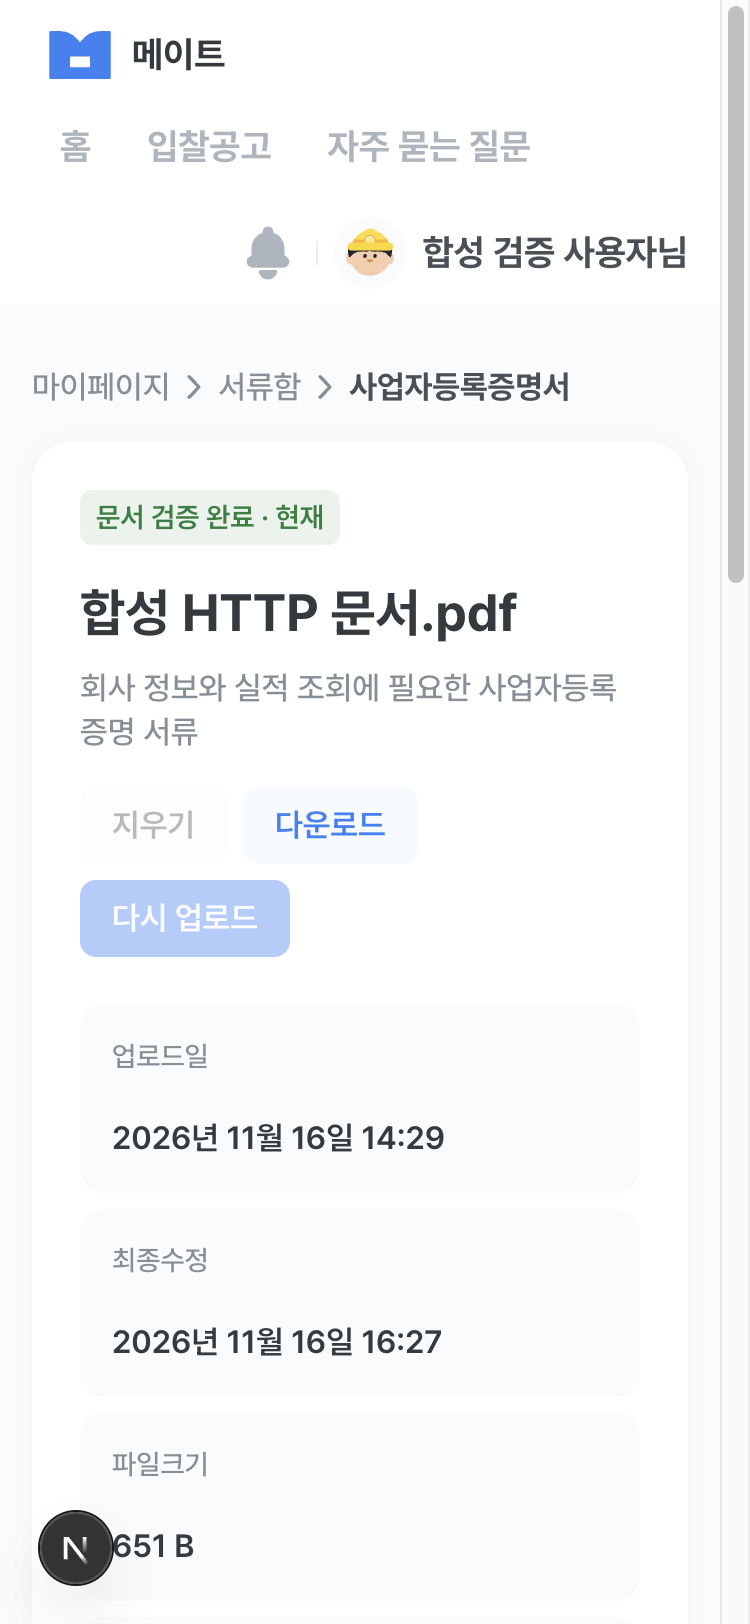 메이트
홈 입찰공고 자주 묻는 질문
합성 검증 사용자님
마이페이지 > 서류함 > 사업자등록증명서
문서 검증 완료 · 현재
합성 HTTP 문서.pdf
회사 정보와 실적 조회에 필요한 사업자등록
증명 서류
지우기 다운로드
다시 업로드
업로드일
2026년 11월 16일 14:29
최종수정
2026년 11월 16일 16:27
파일크기
N 651 B